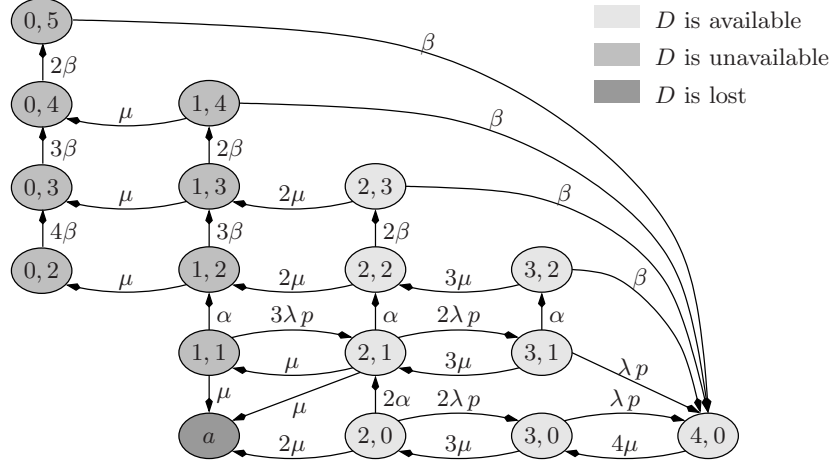 0, 5
β
D is available
D is unavailable
D is lost
2β
0, 4
μ
1, 4
β
3β
2β
0, 3
μ
1, 3
2μ
2, 3
β
4β
3β
2β
0, 2
μ
1, 2
2μ
2, 2
3μ
3, 2
β
α
3λ p
α
2λ p
α
1, 1
μ
2, 1
3μ
3, 1
λ p
μ
μ
2α
2λ p
λ p
a
2μ
2, 0
3μ
3, 0
4μ
4, 0